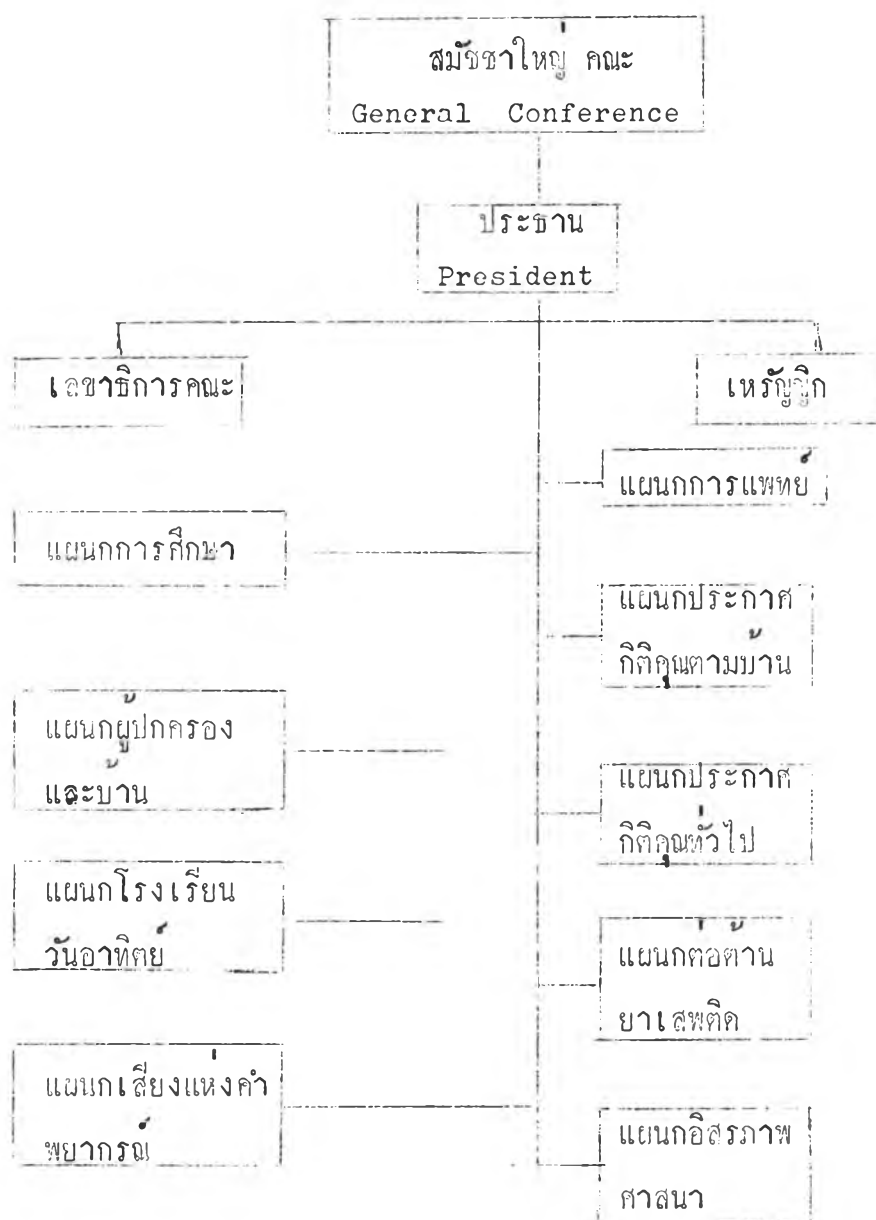 สมัชชาใหญ่ คณะ
General Conference
ประธาน
President
เลขาธิการคณะ
เหรัญญิก
แผนกการแพทย์
แผนกการศึกษา
แผนกประกาศ
กิติคุณตามบ้าน
แผนกผู้ปกครอง
และบ้าน
แผนกประกาศ
กิติคุณทั่วไป
แผนกโรงเรียน
วันอาทิตย์
แผนกต่อต้าน
ยาเสพติด
แผนกเสียงแห่งคำ
พยากรณ์
แผนกอิสรภาพ
ศาสนา